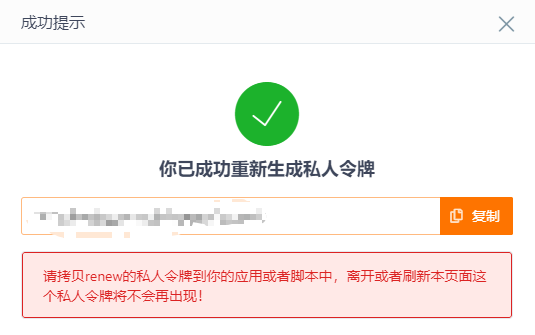 成功提示
你已成功重新生成私人令牌
复制
请拷贝renew的私人令牌到你的应用或者脚本中，离开或者刷新本页面这
个私人令牌将不会再出现！